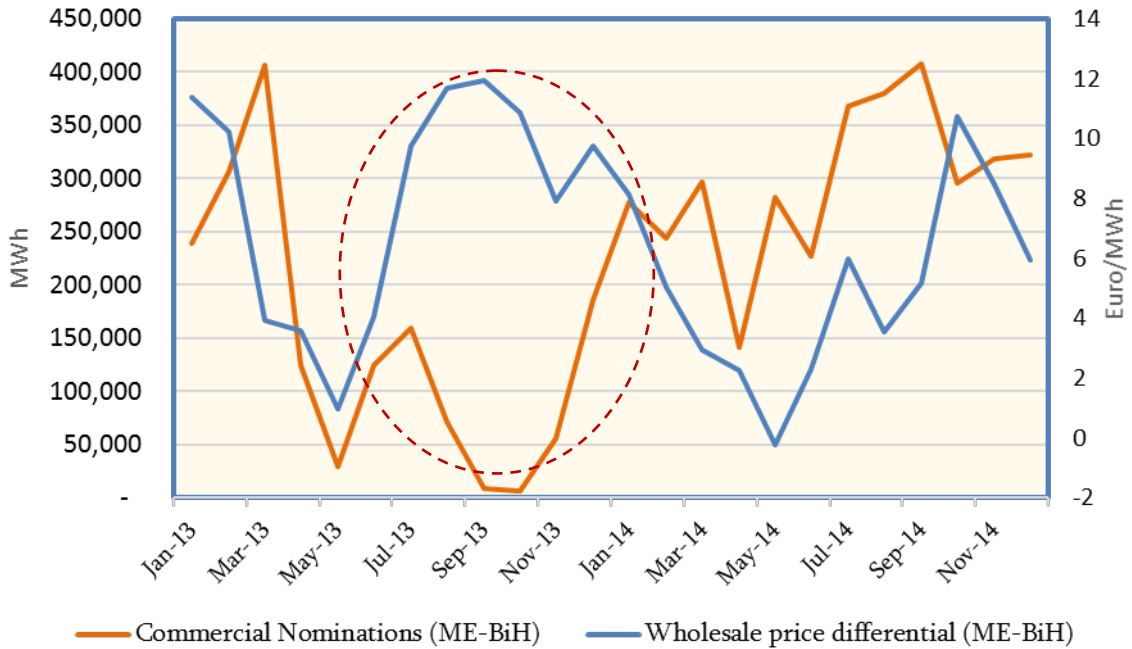 450,000
400,000
350,000
300,000
250,000
200,000
150,000
100,000
50,000
-
MWh
14
12
10
8
6
4
2
0
-2
Euro/MWh
Jan-13
Mar-13
May-13
Jul-13
Sep-13
Nov-13
Jan-14
Mar-14
May-14
Jul-14
Sep-14
Nov-14
Commercial Nominations (ME-BiH)
Wholesale price differential (ME-BiH)